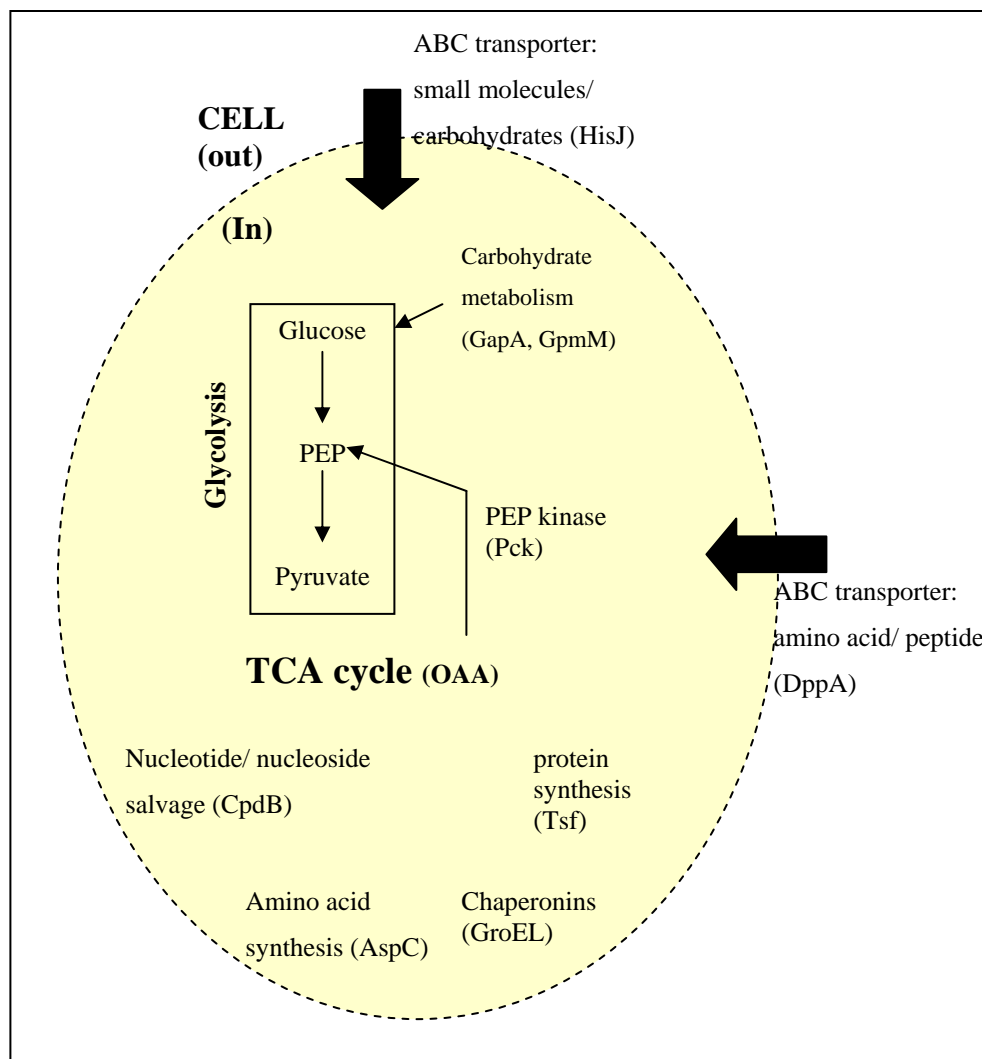 ABC transporter:
small molecules/
carbohydrates (HisJ)
CELL
(out)
(In)
Carbohydrate
metabolism
(GapA, GpmM)
Glucose
Glycolysis
PEP
PEP kinase
(Pck)
Pyruvate
ABC transporter:
amino acid/ peptide
(DppA)
TCA cycle (OAA)
Nucleotide/ nucleoside
salvage (CpdB)
protein
synthesis
(Tsf)
Amino acid
synthesis (AspC)
Chaperonins
(GroEL)